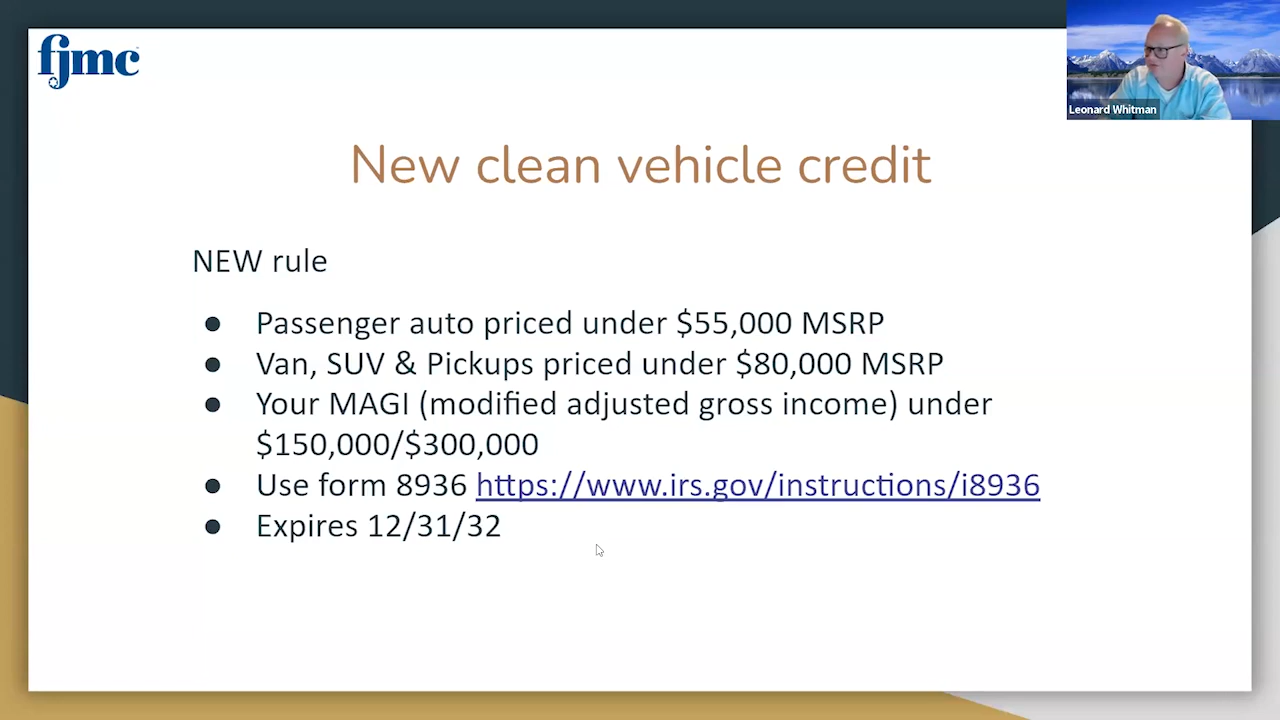 fjmc
Leonard Whitman
New clean vehicle credit
NEW rule
● Passenger auto priced under $55,000 MSRP
● Van, SUV & Pickups priced under $80,000 MSRP
● Your MAGI (modified adjusted gross income) under
$150,000/$300,000
● Use form 8936 https://www.irs.gov/instructions/i8936
● Expires 12/31/32